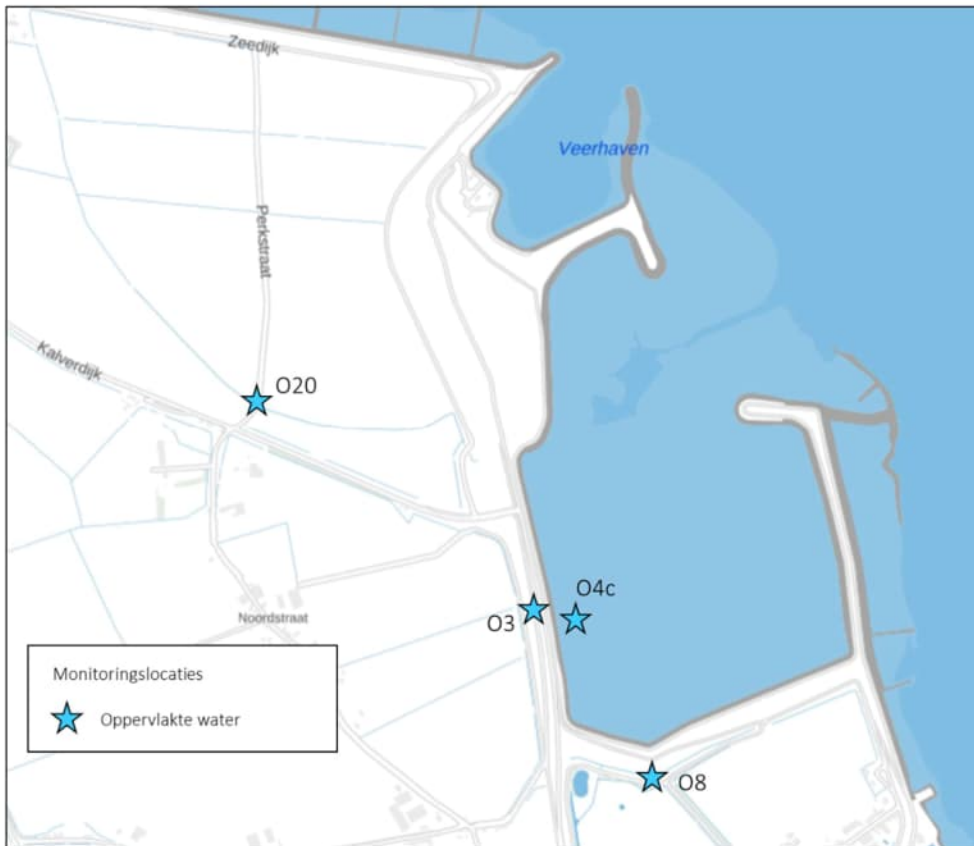 Zeedijk
Veerhaven
Perkstraat
Kalverdijk
O20
O4c
O3
Noordstraat
Monitoringslocaties
Oppervlakte water
O8